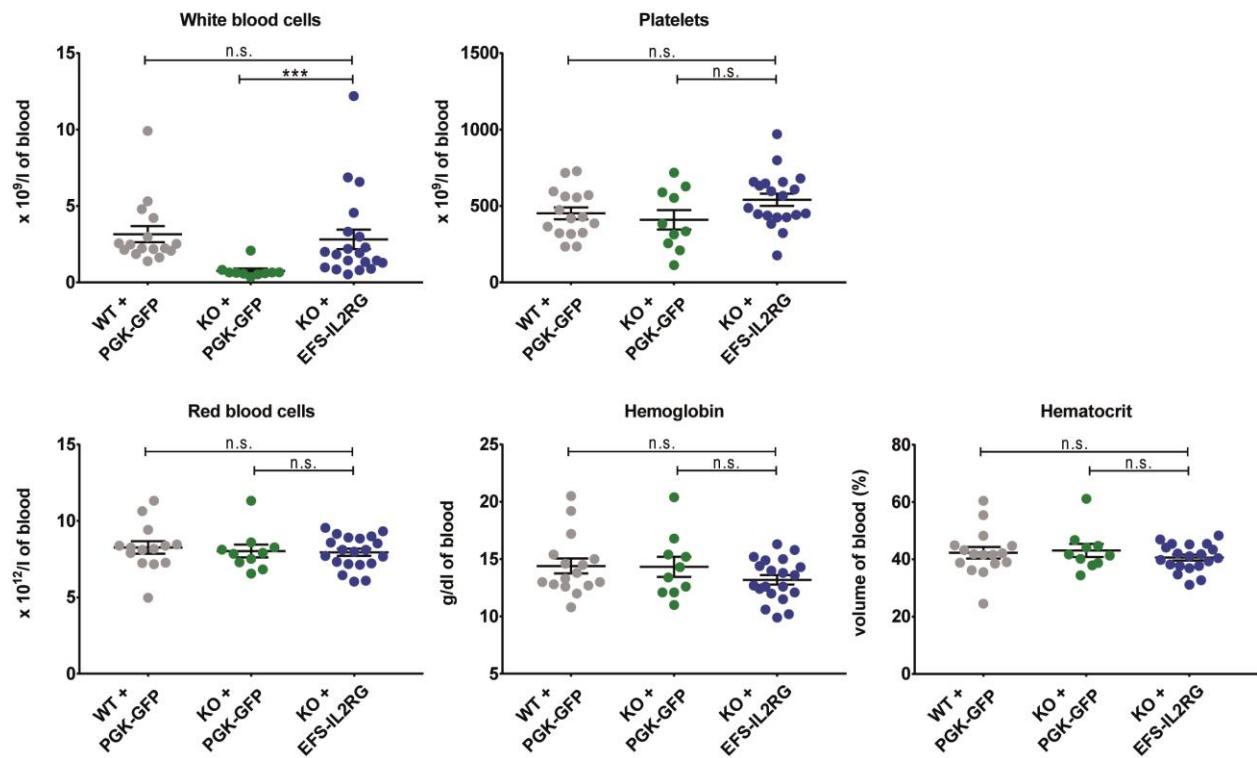 White blood cells
15
10
5
0
x 10⁹/l of blood
n.s.
***
WT +
PGK-GFP
KO +
PGK-GFP
KO +
EFS-IL2RG
Platelets
1500
1000
500
0
x 10⁹/l of blood
n.s.
n.s.
WT +
PGK-GFP
KO +
PGK-GFP
KO +
EFS-IL2RG
Red blood cells
15
10
5
0
x 10¹²/l of blood
n.s.
n.s.
WT +
PGK-GFP
KO +
PGK-GFP
KO +
EFS-IL2RG
Hemoglobin
25
20
15
10
5
g/dl of blood
n.s.
n.s.
WT +
PGK-GFP
KO +
PGK-GFP
KO +
EFS-IL2RG
Hematocrit
80
60
40
20
0
volume of blood (%)
n.s.
n.s.
WT +
PGK-GFP
KO +
PGK-GFP
KO +
EFS-IL2RG